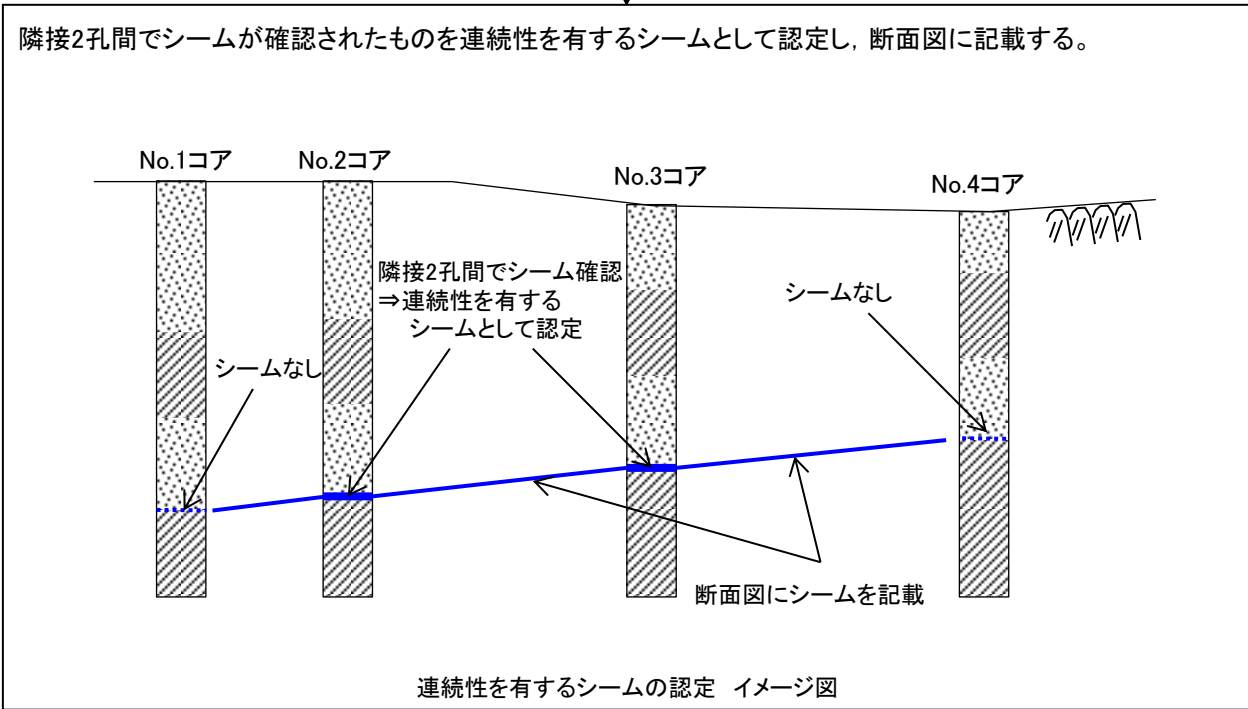 隣接2孔間でシームが確認されたものを連続性を有するシームとして認定し，断面図に記載する。
No.1コア
No.2コア
No.3コア
No.4コア
隣接2孔間でシーム確認
⇒連続性を有する
シームとして認定
シームなし
シームなし
断面図にシームを記載
連続性を有するシームの認定　イメージ図